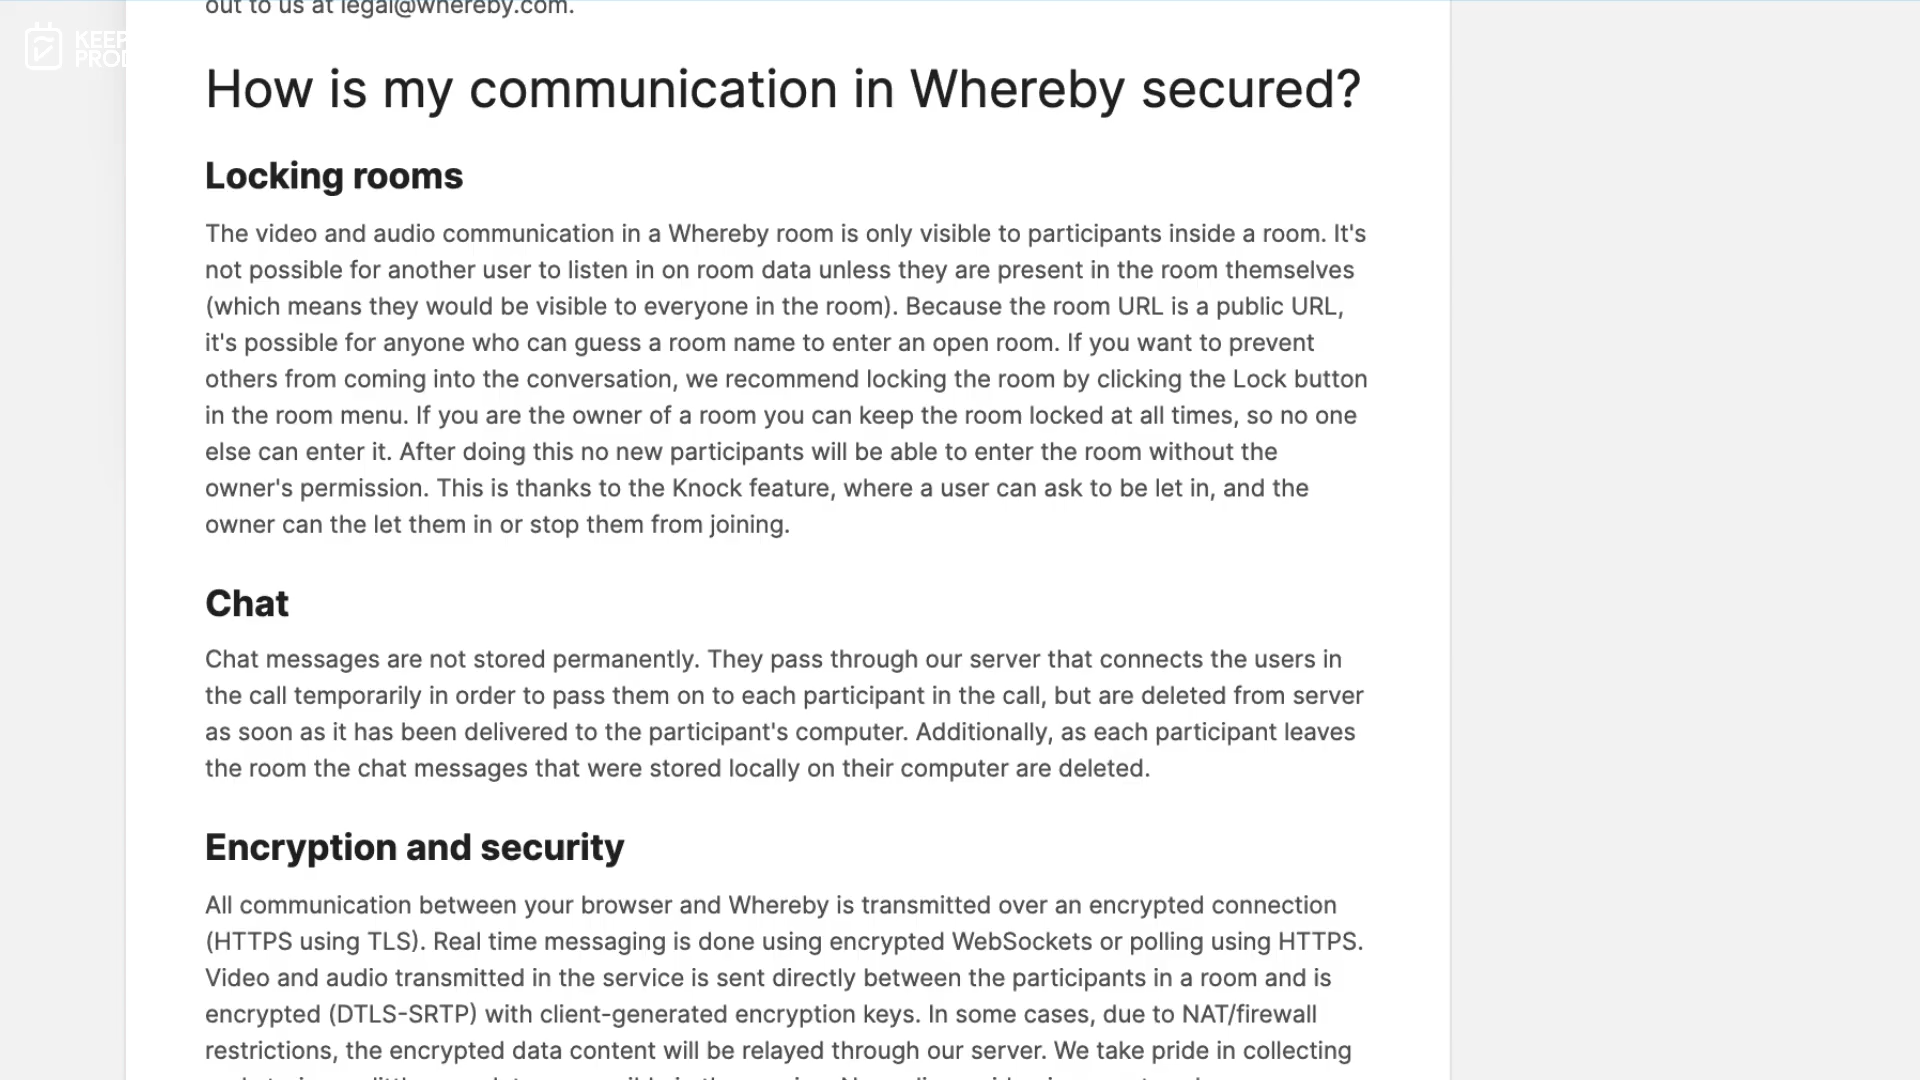 out to us at legal@whereby.com.
KEEP
PROD
How is my communication in Whereby secured?
Locking rooms
The video and audio communication in a Whereby room is only visible to participants inside a room. It's
not possible for another user to listen in on room data unless they are present in the room themselves
(which means they would be visible to everyone in the room). Because the room URL is a public URL,
it's possible for anyone who can guess a room name to enter an open room. If you want to prevent
others from coming into the conversation, we recommend locking the room by clicking the Lock button
in the room menu. If you are the owner of a room you can keep the room locked at all times, so no one
else can enter it. After doing this no new participants will be able to enter the room without the
owner's permission. This is thanks to the Knock feature, where a user can ask to be let in, and the
owner can the let them in or stop them from joining.
Chat
Chat messages are not stored permanently. They pass through our server that connects the users in
the call temporarily in order to pass them on to each participant in the call, but are deleted from server
as soon as it has been delivered to the participant's computer. Additionally, as each participant leaves
the room the chat messages that were stored locally on their computer are deleted.
Encryption and security
All communication between your browser and Whereby is transmitted over an encrypted connection
(HTTPS using TLS). Real time messaging is done using encrypted WebSockets or polling using HTTPS.
Video and audio transmitted in the service is sent directly between the participants in a room and is
encrypted (DTLS-SRTP) with client-generated encryption keys. In some cases, due to NAT/firewall
restrictions, the encrypted data content will be relayed through our server. We take pride in collecting